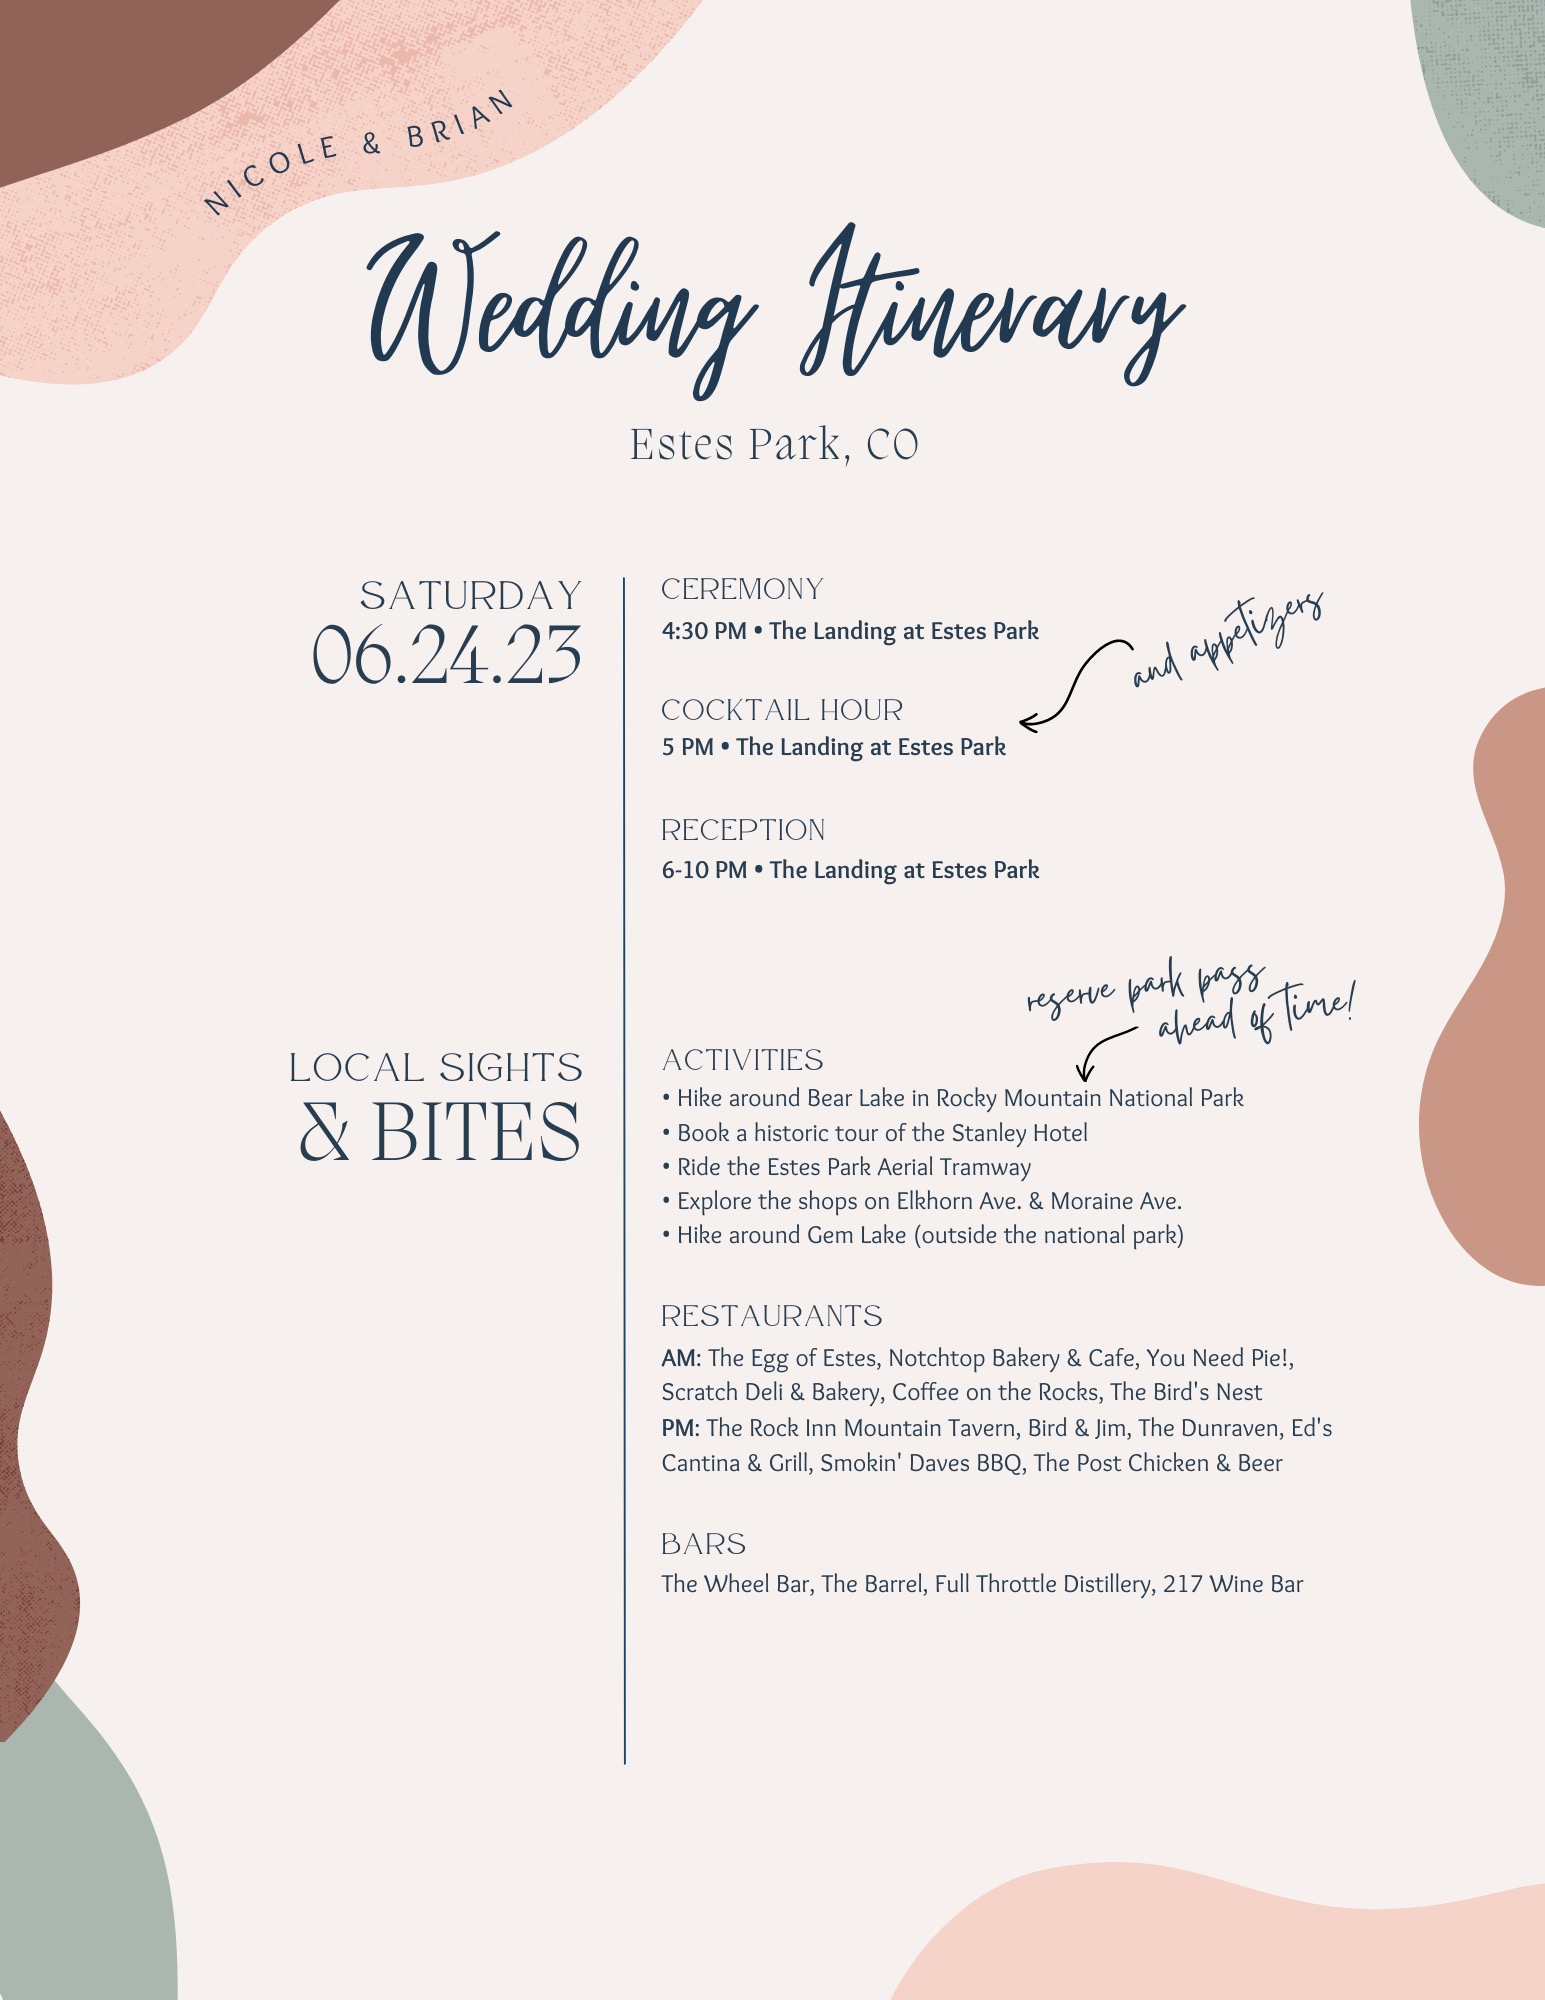 NICOLE & BRIAN
Wedding Itinerary
Estes Park, CO
SATURDAY
06.24.23
CEREMONY
4:30 PM • The Landing at Estes Park
and appetizers
COCKTAIL HOUR
5 PM • The Landing at Estes Park
RECEPTION
6-10 PM • The Landing at Estes Park
LOCAL SIGHTS
& BITES
reserve park pass
ahead of time!
ACTIVITIES
• Hike around Bear Lake in Rocky Mountain National Park
• Book a historic tour of the Stanley Hotel
• Ride the Estes Park Aerial Tramway
• Explore the shops on Elkhorn Ave. & Moraine Ave.
• Hike around Gem Lake (outside the national park)
RESTAURANTS
AM: The Egg of Estes, Notchtop Bakery & Cafe, You Need Pie!,
Scratch Deli & Bakery, Coffee on the Rocks, The Bird's Nest
PM: The Rock Inn Mountain Tavern, Bird & Jim, The Dunraven, Ed's
Cantina & Grill, Smokin' Daves BBQ, The Post Chicken & Beer
BARS
The Wheel Bar, The Barrel, Full Throttle Distillery, 217 Wine Bar